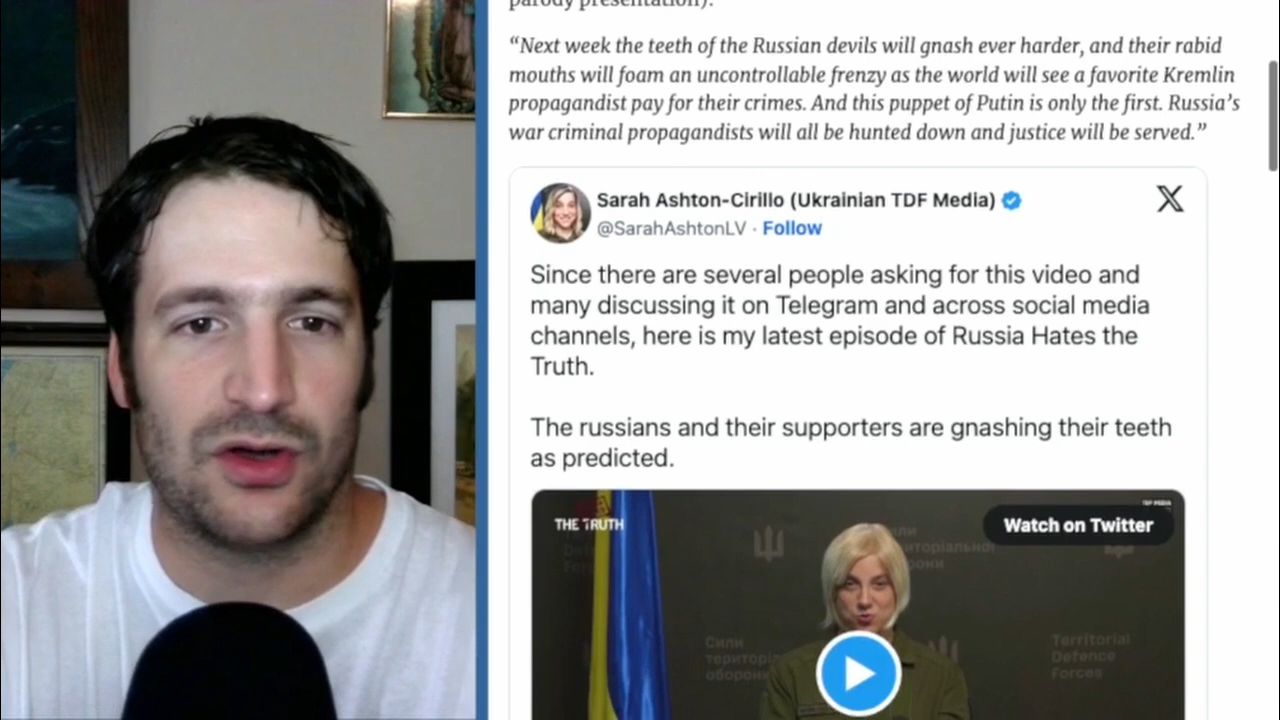 parody presentation).
“Next week the teeth of the Russian devils will gnash ever harder, and their rabid
mouths will foam an uncontrollable frenzy as the world will see a favorite Kremlin
propagandist pay for their crimes. And this puppet of Putin is only the first. Russia’s
war criminal propagandists will all be hunted down and justice will be served.”
Sarah Ashton-Cirillo (Ukrainian TDF Media)
@SarahAshtonLV · Follow
X
Since there are several people asking for this video and
many discussing it on Telegram and across social media
channels, here is my latest episode of Russia Hates the
Truth.
The russians and their supporters are gnashing their teeth
as predicted.
THE TRUTH
TDF MEDIA
Watch on Twitter
Сили
Territorial
Defence
Forces